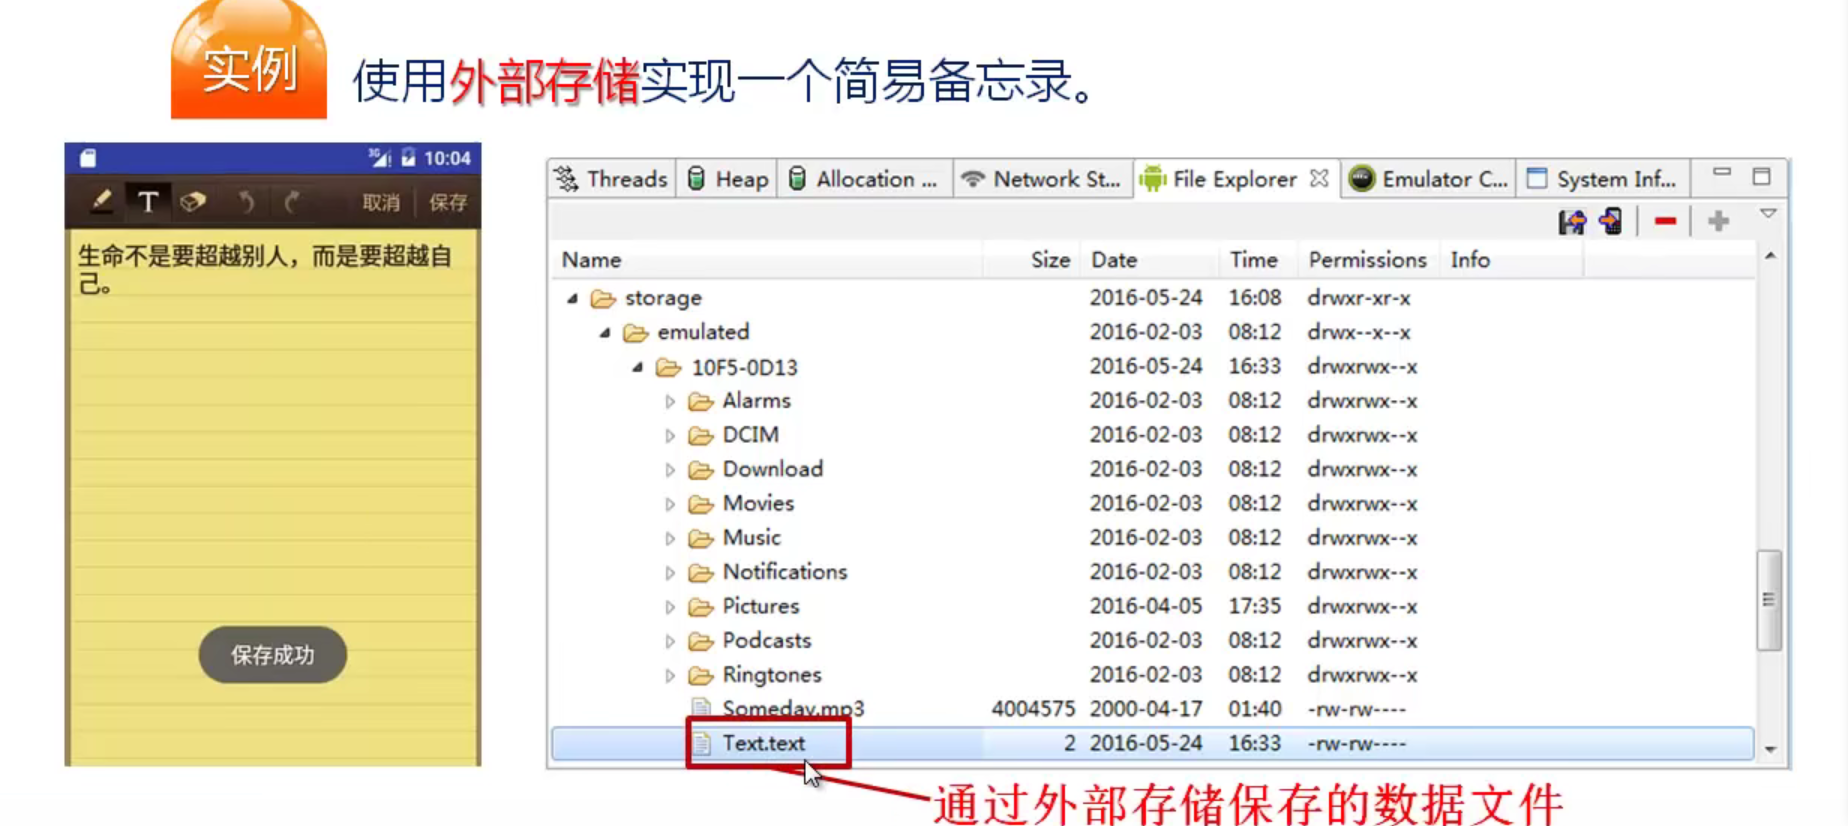 实例
使用外部存储实现一个简易备忘录。
3G 10:04
T 取消 保存
生命不是要超越别人，而是要超越自
己。
保存成功
Threads Heap Allocation ... Network St... File Explorer Emulator C... System Inf...
Name Size Date Time Permissions Info
storage 2016-05-24 16:08 drwxr-xr-x
emulated 2016-02-03 08:12 drwx--x--x
10F5-0D13 2016-05-24 16:33 drwxrwx--x
Alarms 2016-02-03 08:12 drwxrwx--x
DCIM 2016-02-03 08:12 drwxrwx--x
Download 2016-02-03 08:12 drwxrwx--x
Movies 2016-02-03 08:12 drwxrwx--x
Music 2016-02-03 08:12 drwxrwx--x
Notifications 2016-02-03 08:12 drwxrwx--x
Pictures 2016-04-05 17:35 drwxrwx--x
Podcasts 2016-02-03 08:12 drwxrwx--x
Ringtones 2016-02-03 08:12 drwxrwx--x
Someday.mp3 4004575 2000-04-17 01:40 -rw-rw----
Text.text 2 2016-05-24 16:33 -rw-rw----
通过外部存储保存的数据文件